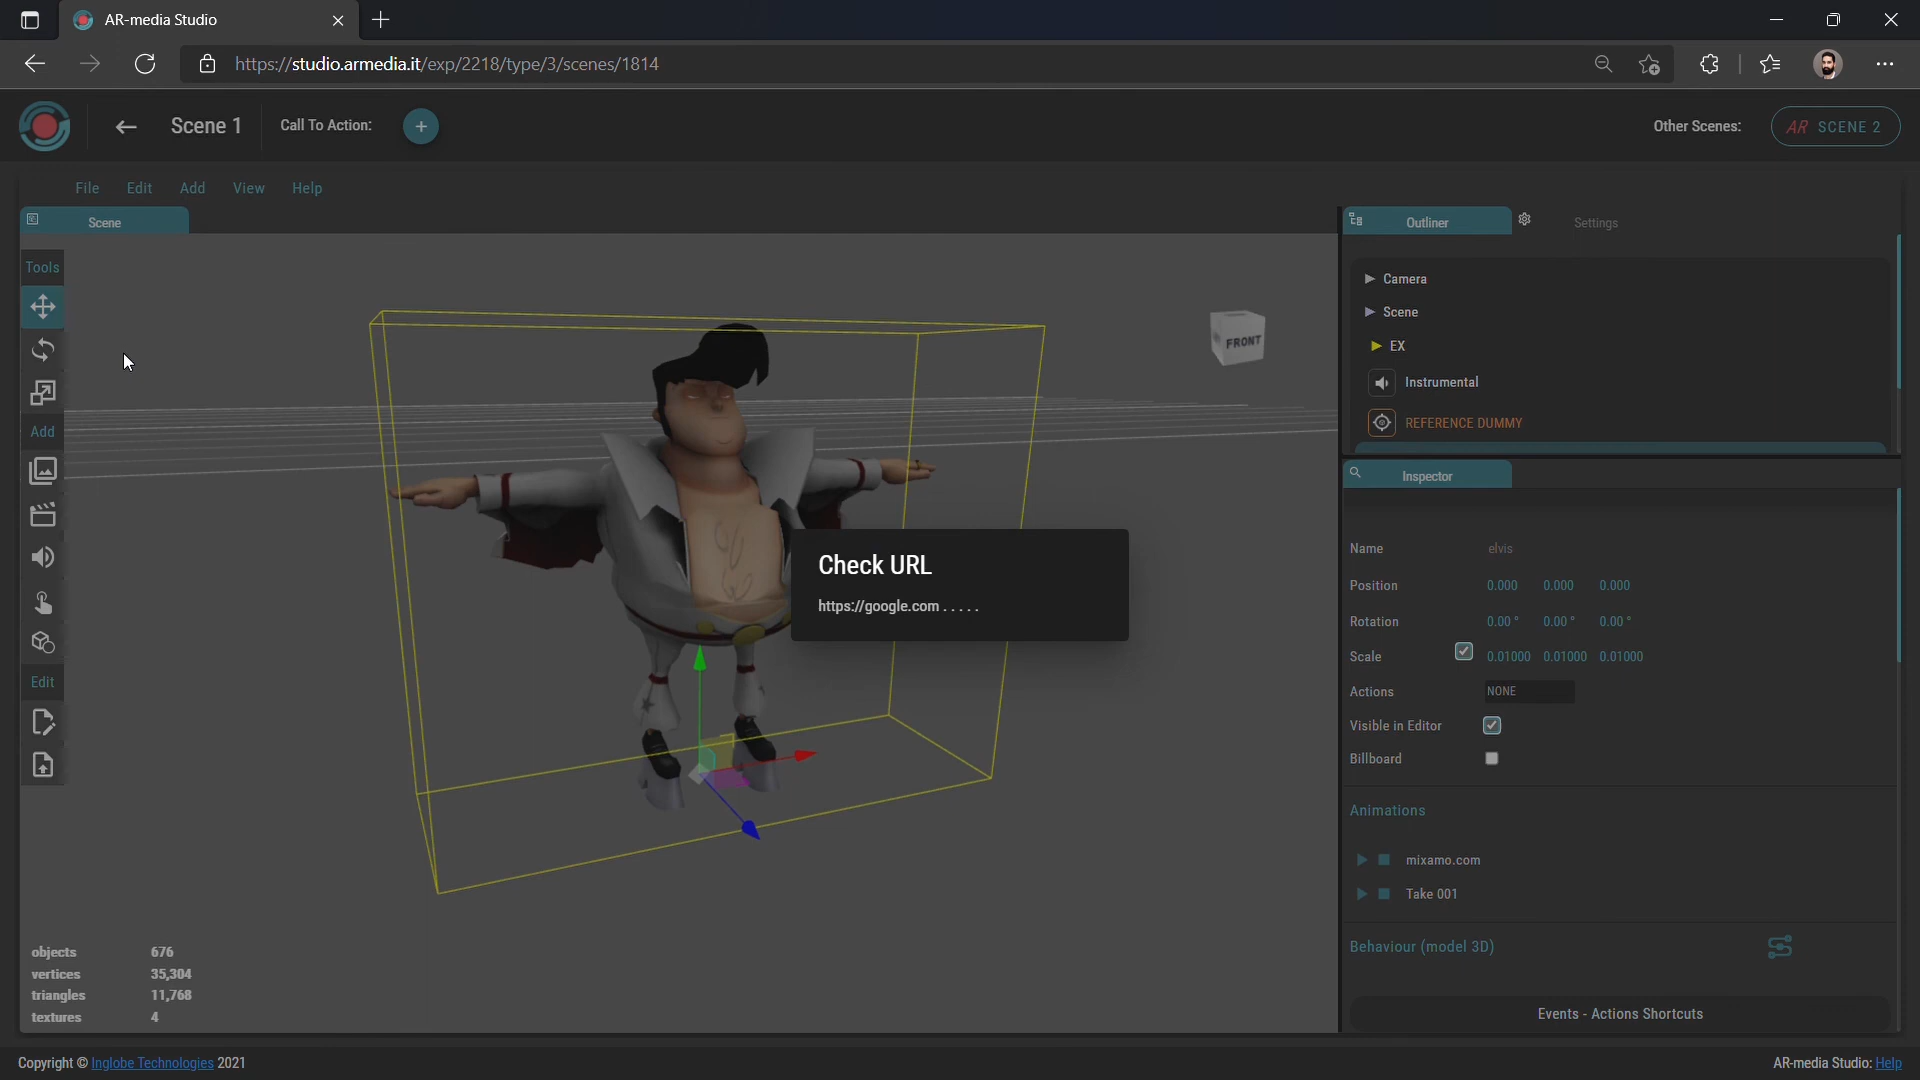 AR-media Studio
https://studio.armedia.it/exp/2218/type/3/scenes/1814
Scene 1
Call To Action:
+
Other Scenes:
AR SCENE 2
File Edit Add View Help
Scene
Outliner
Settings
Tools
Camera
Scene
EX
Instrumental
REFERENCE DUMMY
FRONT
Add
Inspector
Check URL
https://google.com . . . . .
Name elvis
Position 0.000 0.000 0.000
Rotation 0.00 ° 0.00 ° 0.00 °
Scale 0.01000 0.01000 0.01000
Edit
Actions NONE
Visible in Editor
Billboard
Animations
mixamo.com
Take 001
Behaviour (model 3D)
Events - Actions Shortcuts
objects 676
vertices 35,304
triangles 11,768
textures 4
Copyright © Inglobe Technologies 2021
AR-media Studio: Help